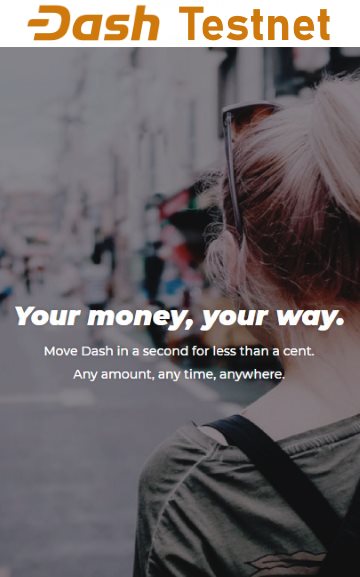 Dash Testnet
Your money, your way.
Move Dash in a second for less than a cent.
Any amount, any time, anywhere.